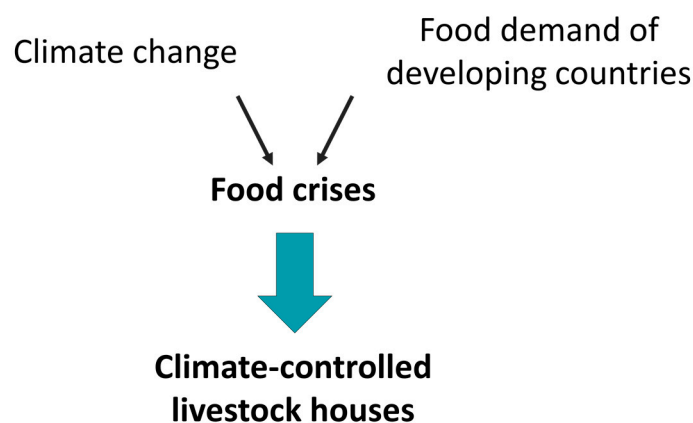 Climate change
Food demand of
developing countries
Food crises
Climate-controlled
livestock houses